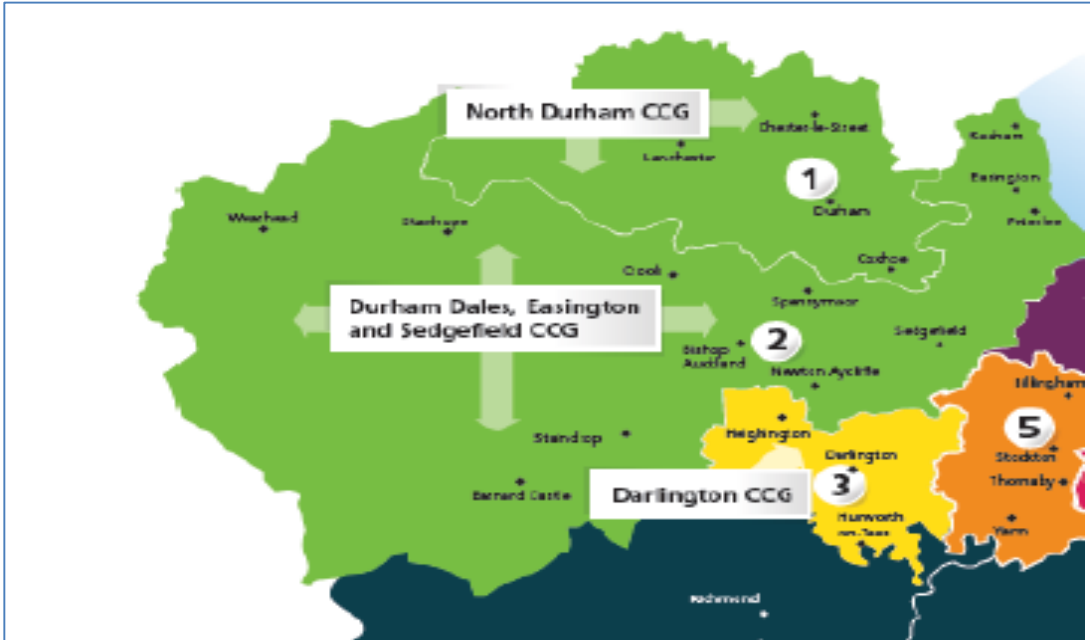 North Durham CCG
Chester-le-Street
Lanchester
Seaham
1
Easington
Durham
Peterlee
Wearhead
Stanhope
Coxhoe
Crook
Durham Dales, Easington
and Sedgefield CCG
Spennymoor
2
Sedgefield
Bishop
Auckland
Newton Aycliffe
Billingham
Heighington
5
Staindrop
Darlington
Stockton
Barnard Castle
Darlington CCG
3
Thornaby
Hurworth
-on-Tees
Yarm
Richmond